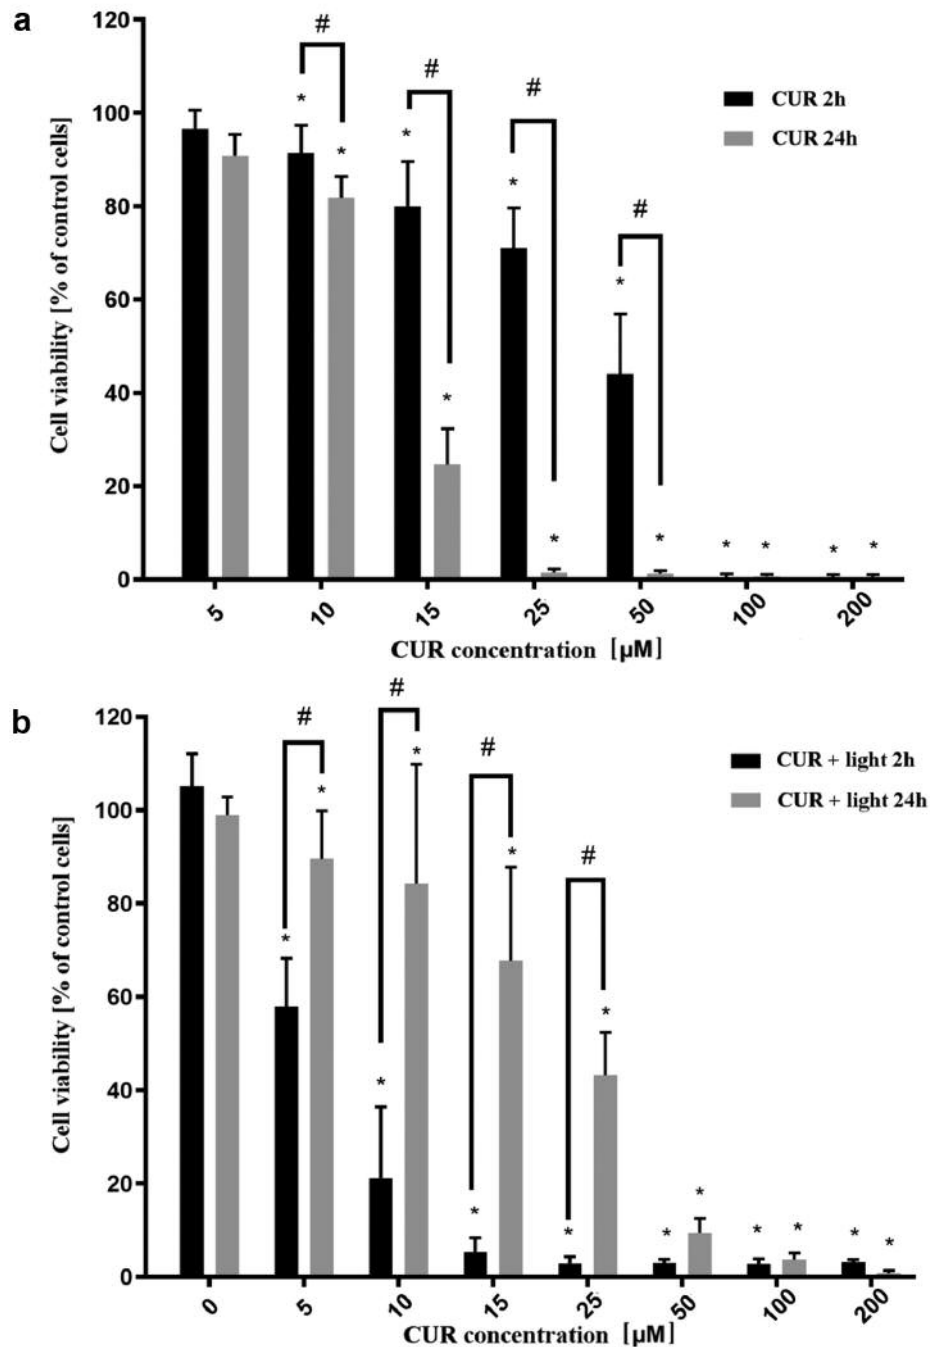 a
120
100
80
60
40
20
0
Cell viability [% of control cells]
# # # #
* * * * * * * * * * * *
CUR 2h
CUR 24h
5 10 15 25 50 100 200
CUR concentration [µM]
b
120
100
80
60
40
20
0
Cell viability [% of control cells]
# # # #
* * * * * * * * * * * * * *
CUR + light 2h
CUR + light 24h
0 5 10 15 25 50 100 200
CUR concentration [µM]